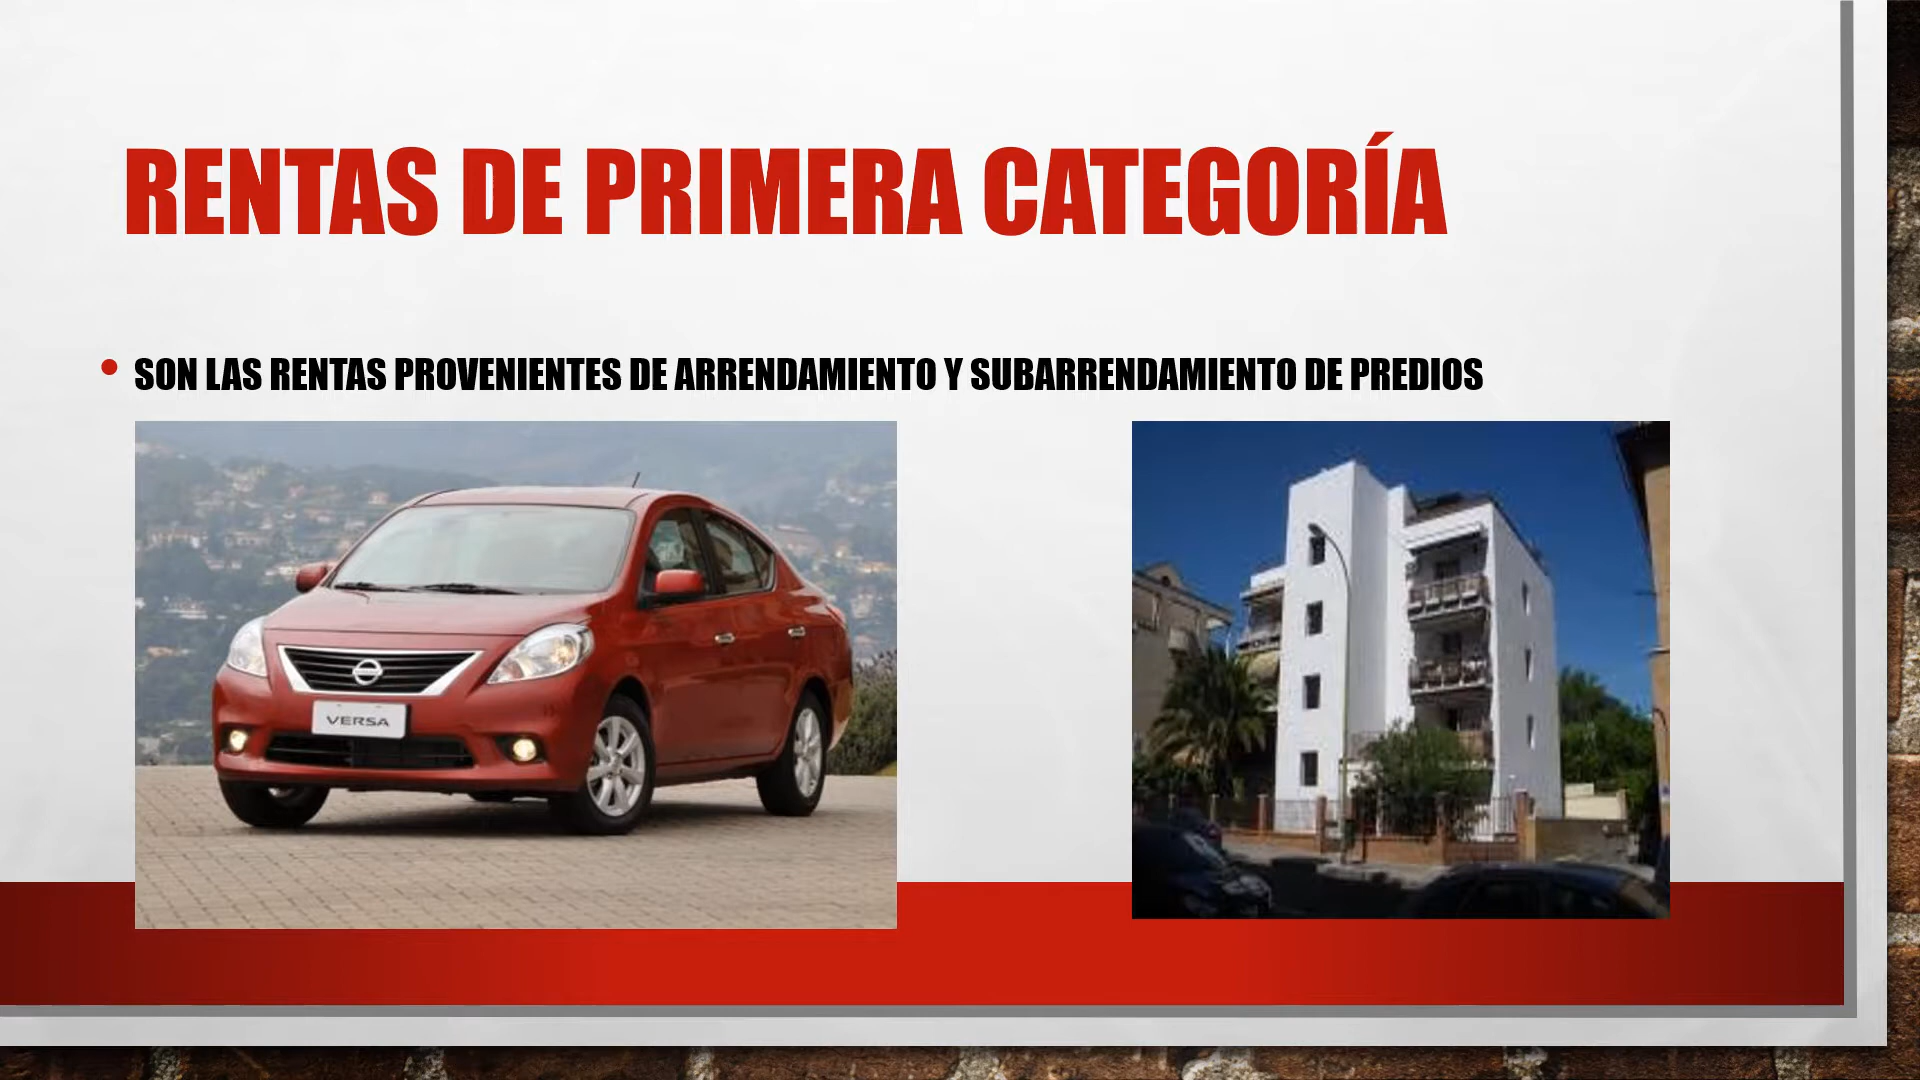 RENTAS DE PRIMERA CATEGORÍA
• SON LAS RENTAS PROVENIENTES DE ARRENDAMIENTO Y SUBARRENDAMIENTO DE PREDIOS
VERSA